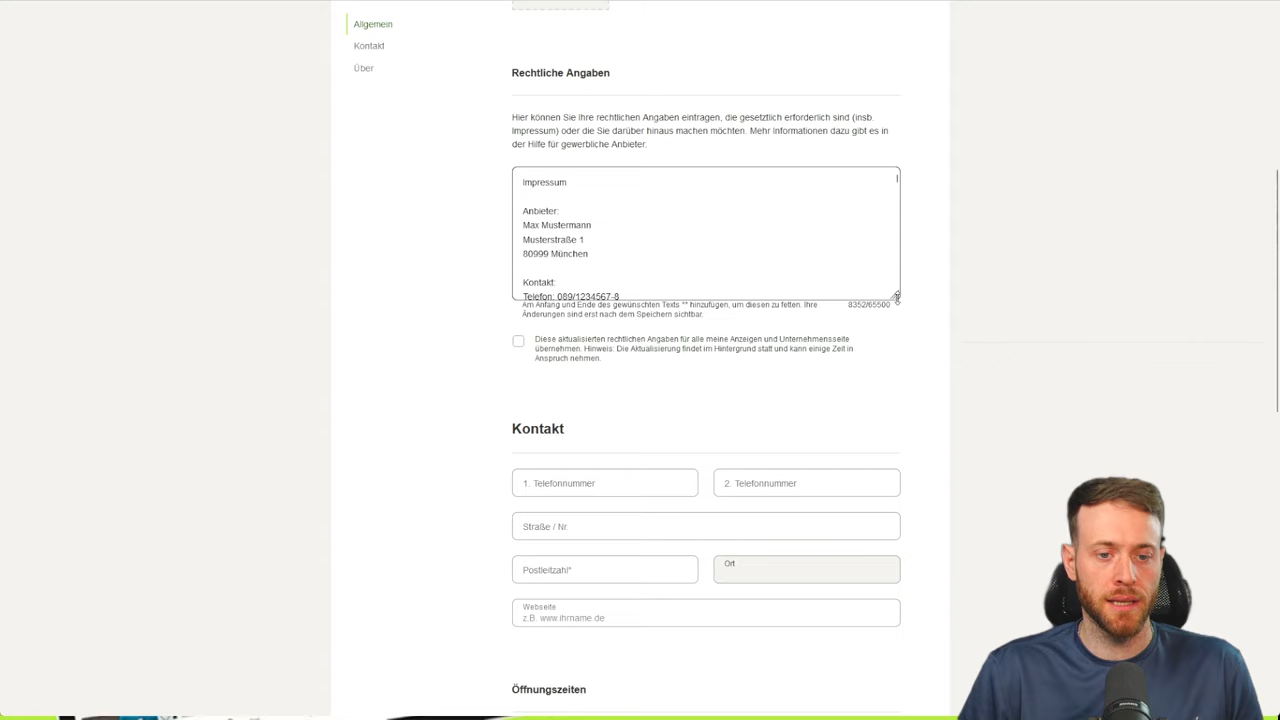 Allgemein
Kontakt
Über
Rechtliche Angaben
Hier können Sie Ihre rechtlichen Angaben eintragen, die gesetzlich erforderlich sind (insb.
Impressum) oder die Sie darüber hinaus machen möchten. Mehr Informationen dazu gibt es in
der Hilfe für gewerbliche Anbieter.
Impressum
Anbieter:
Max Mustermann
Musterstraße 1
80999 München
Kontakt:
Telefon: 089/1234567-8
Am Anfang und Ende des gewünschten Texts ** hinzufügen, um diesen zu fetten. Ihre
Änderungen sind erst nach dem Speichern sichtbar.
8352/65500
Diese aktualisierten rechtlichen Angaben für alle meine Anzeigen und Unternehmensseite
übernehmen. Hinweis: Die Aktualisierung findet im Hintergrund statt und kann einige Zeit in
Anspruch nehmen.
Kontakt
1. Telefonnummer
2. Telefonnummer
Straße / Nr.
Postleitzahl*
Ort
Webseite
z.B. www.ihrname.de
Öffnungszeiten